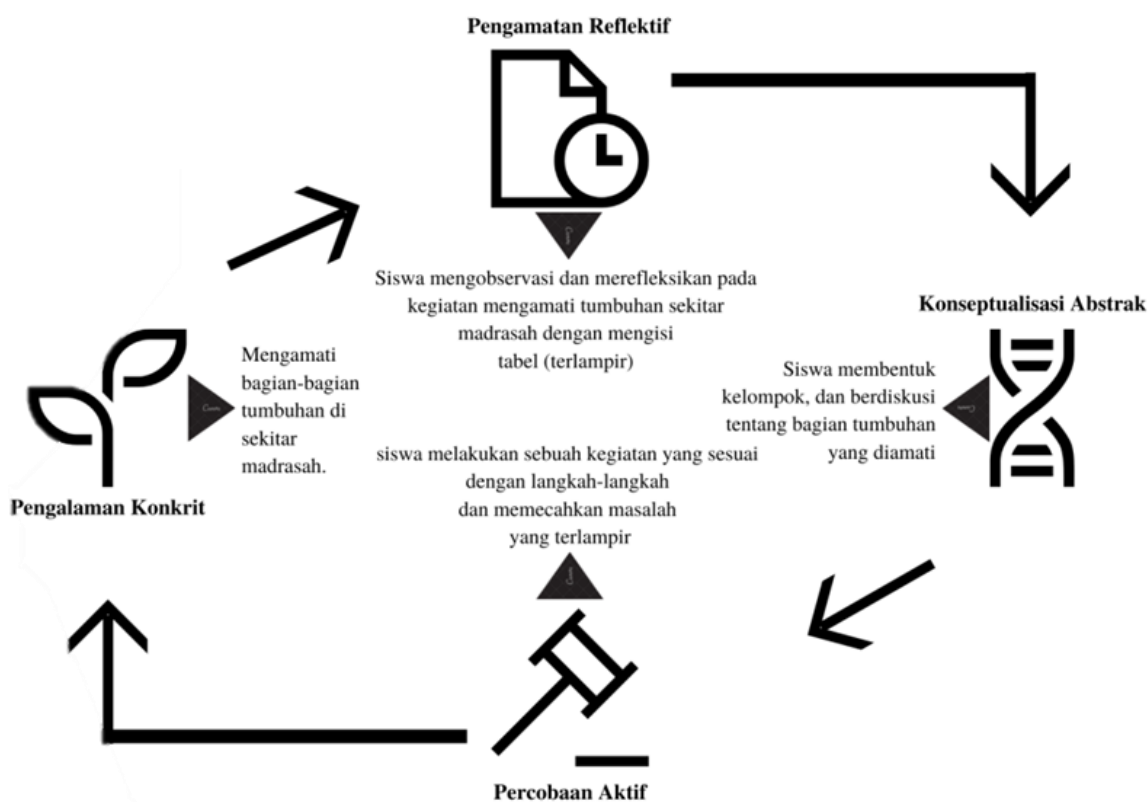 Pengamatan Reflektif
Siswa mengobservasi dan merefleksikan pada
kegiatan mengamati tumbuhan sekitar
madrasah dengan mengisi
tabel (terlampir)
Konseptualisasi Abstrak
Siswa membentuk
kelompok, dan berdiskusi
tentang bagian tumbuhan
yang diamati
Mengamati
bagian-bagian
tumbuhan di
sekitar
madrasah.
Pengalaman Konkrit
siswa melakukan sebuah kegiatan yang sesuai
dengan langkah-langkah
dan memecahkan masalah
yang terlampir
Percobaan Aktif